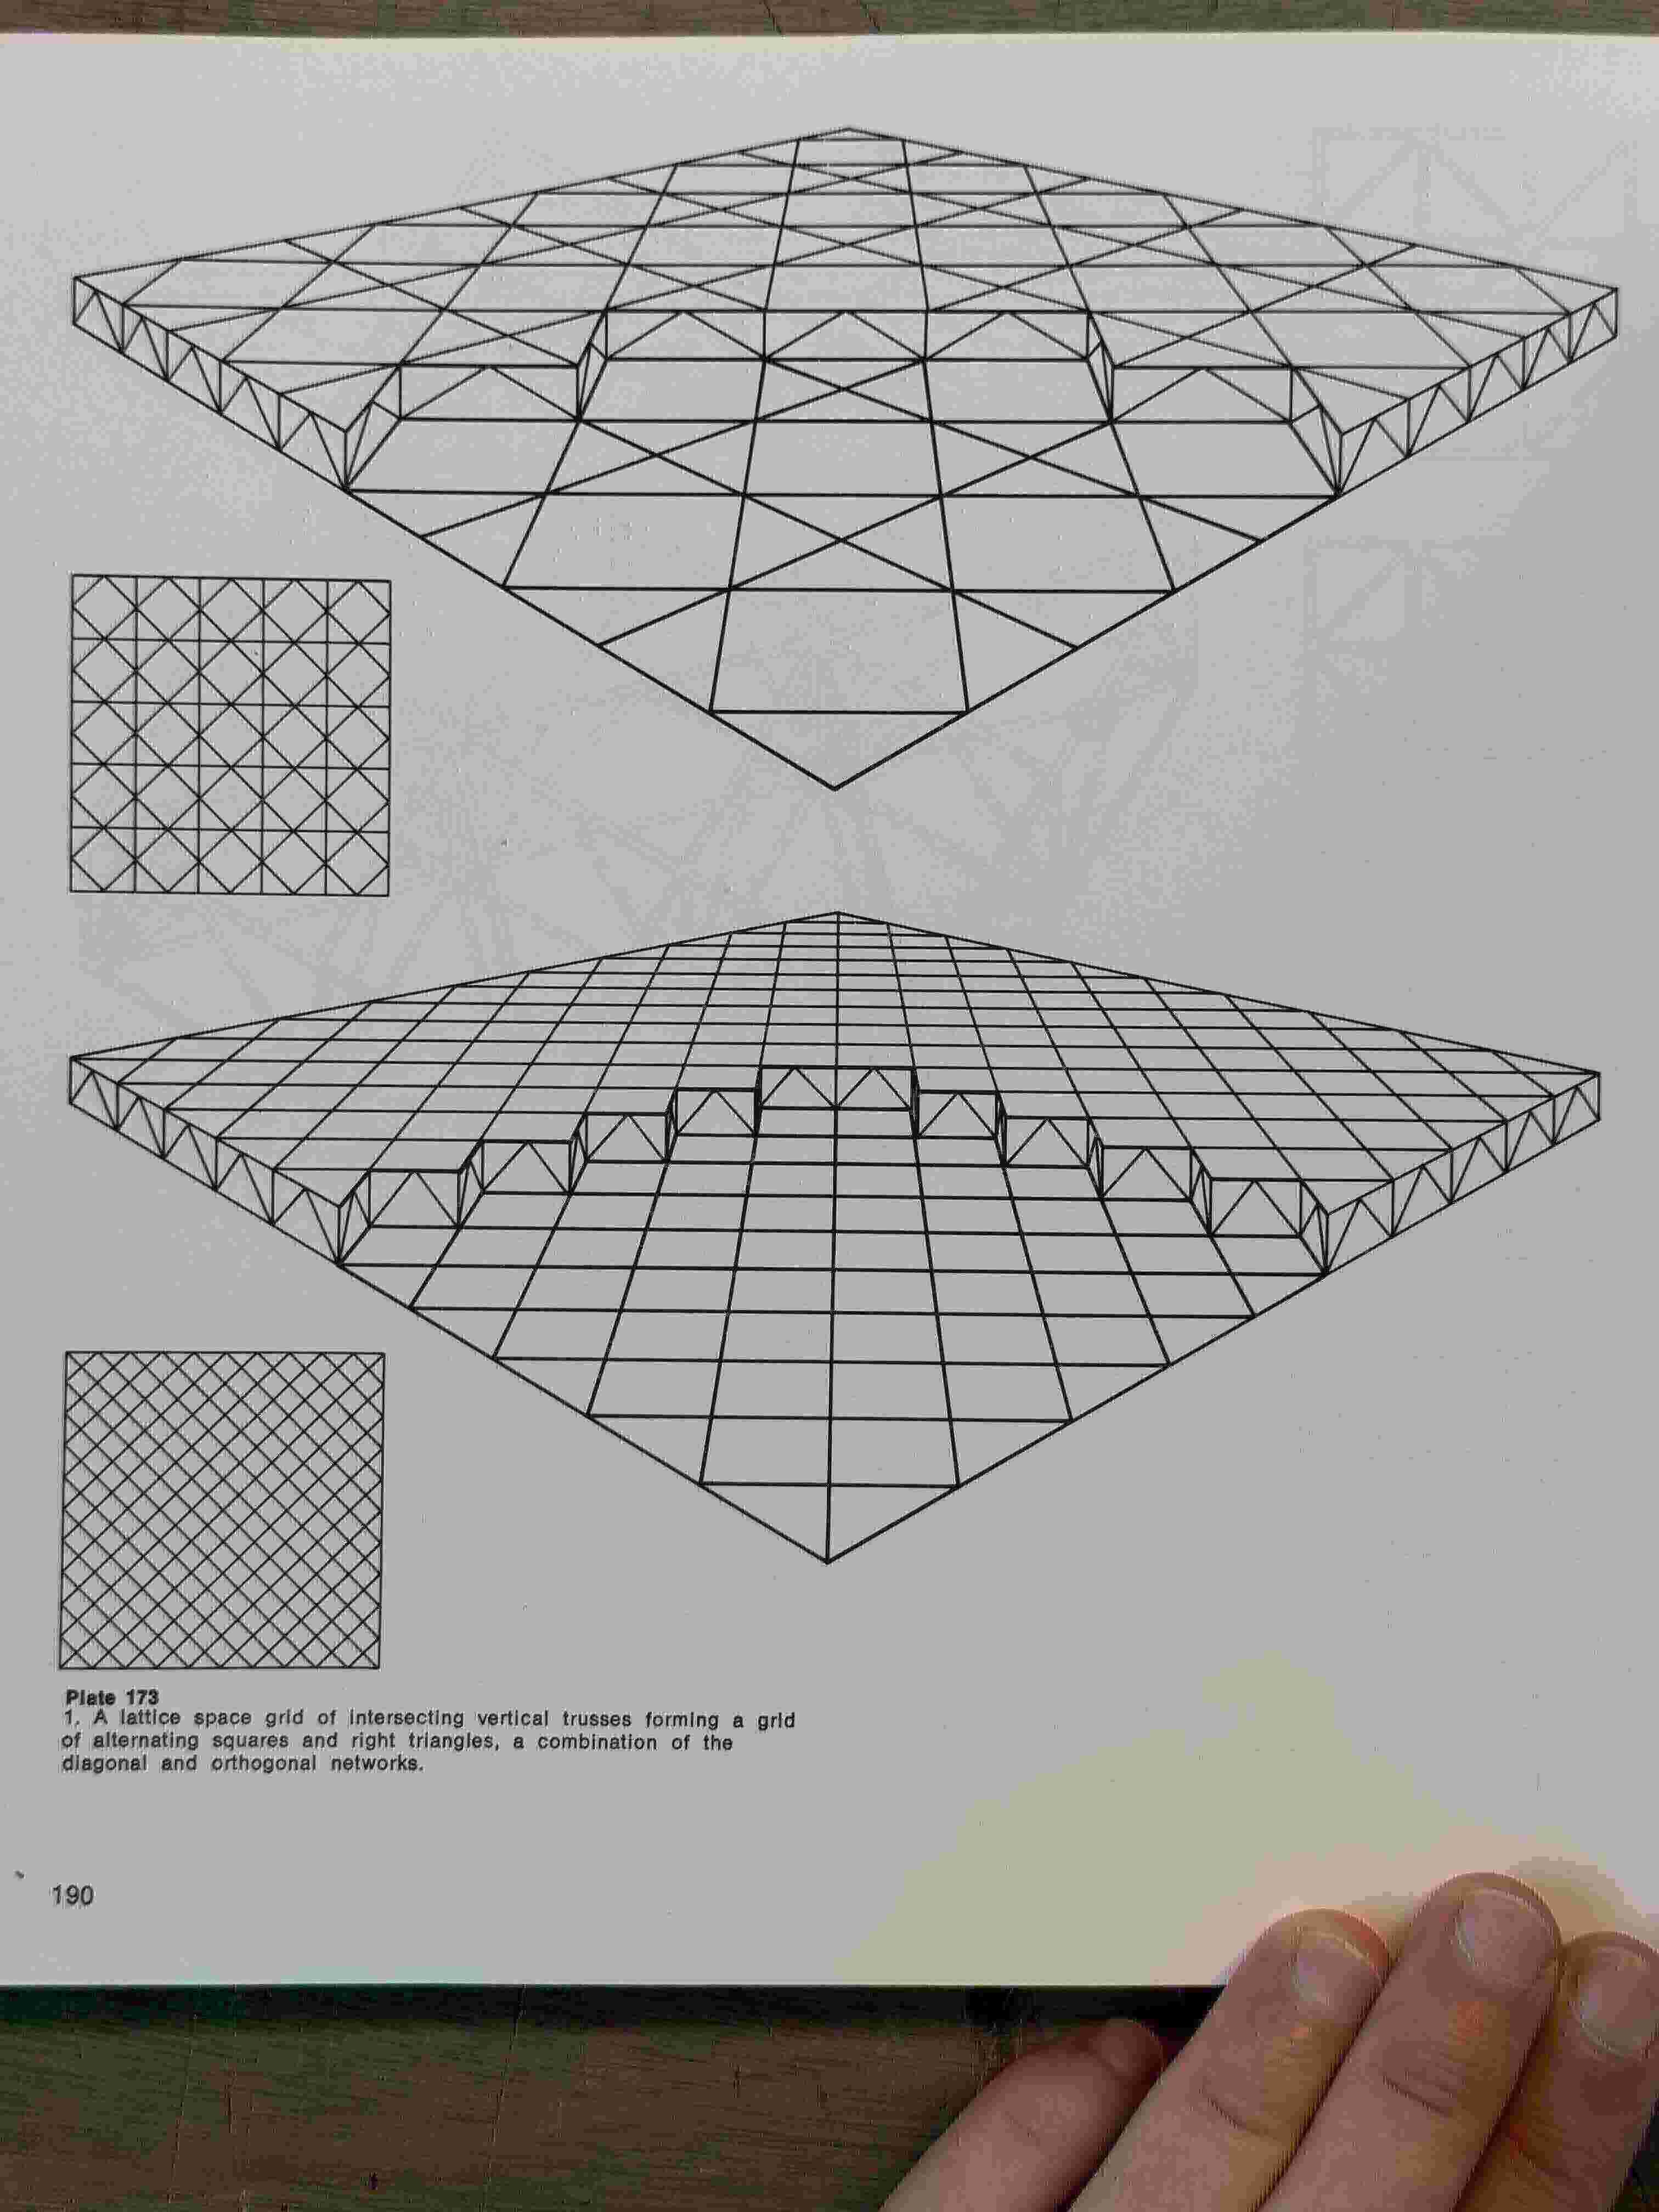 Plate 173
1. A lattice space grid of intersecting vertical trusses forming a grid
of alternating squares and right triangles, a combination of the
diagonal and orthogonal networks.
190